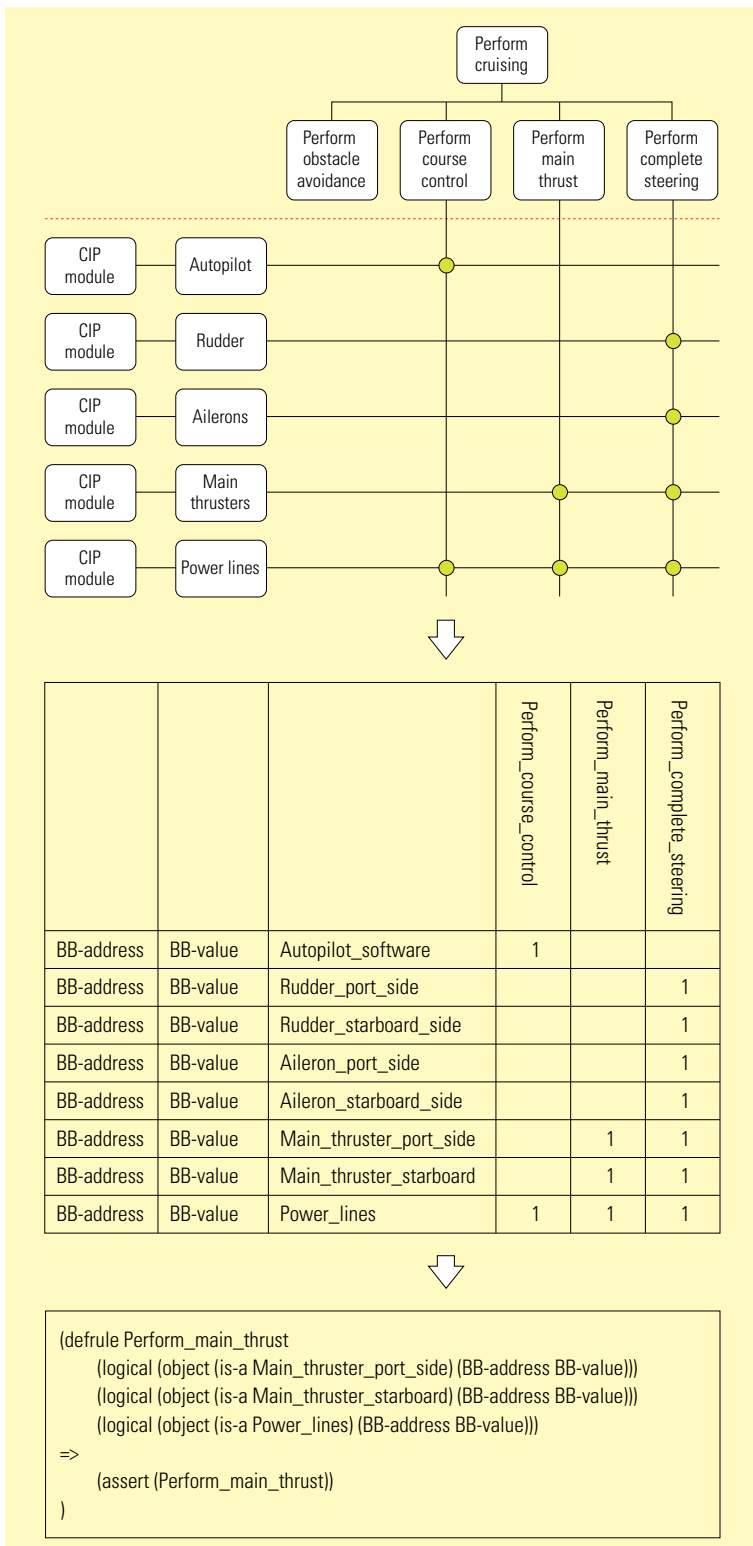 Perform
cruising
Perform
obstacle
avoidance
Perform
course
control
Perform
main
thrust
Perform
complete
steering
CIP
module
Autopilot
CIP
module
Rudder
CIP
module
Ailerons
CIP
module
Main
thrusters
CIP
module
Power lines
Perform_course_control
Perform_main_thrust
Perform_complete_steering
BB-address BB-value Autopilot_software 1
BB-address BB-value Rudder_port_side 1
BB-address BB-value Rudder_starboard_side 1
BB-address BB-value Aileron_port_side 1
BB-address BB-value Aileron_starboard_side 1
BB-address BB-value Main_thruster_port_side 1 1
BB-address BB-value Main_thruster_starboard 1 1
BB-address BB-value Power_lines 1 1 1
(defrule Perform_main_thrust
(logical (object (is-a Main_thruster_port_side) (BB-address BB-value)))
(logical (object (is-a Main_thruster_starboard) (BB-address BB-value)))
(logical (object (is-a Power_lines) (BB-address BB-value)))
=>
(assert (Perform_main_thrust))
)